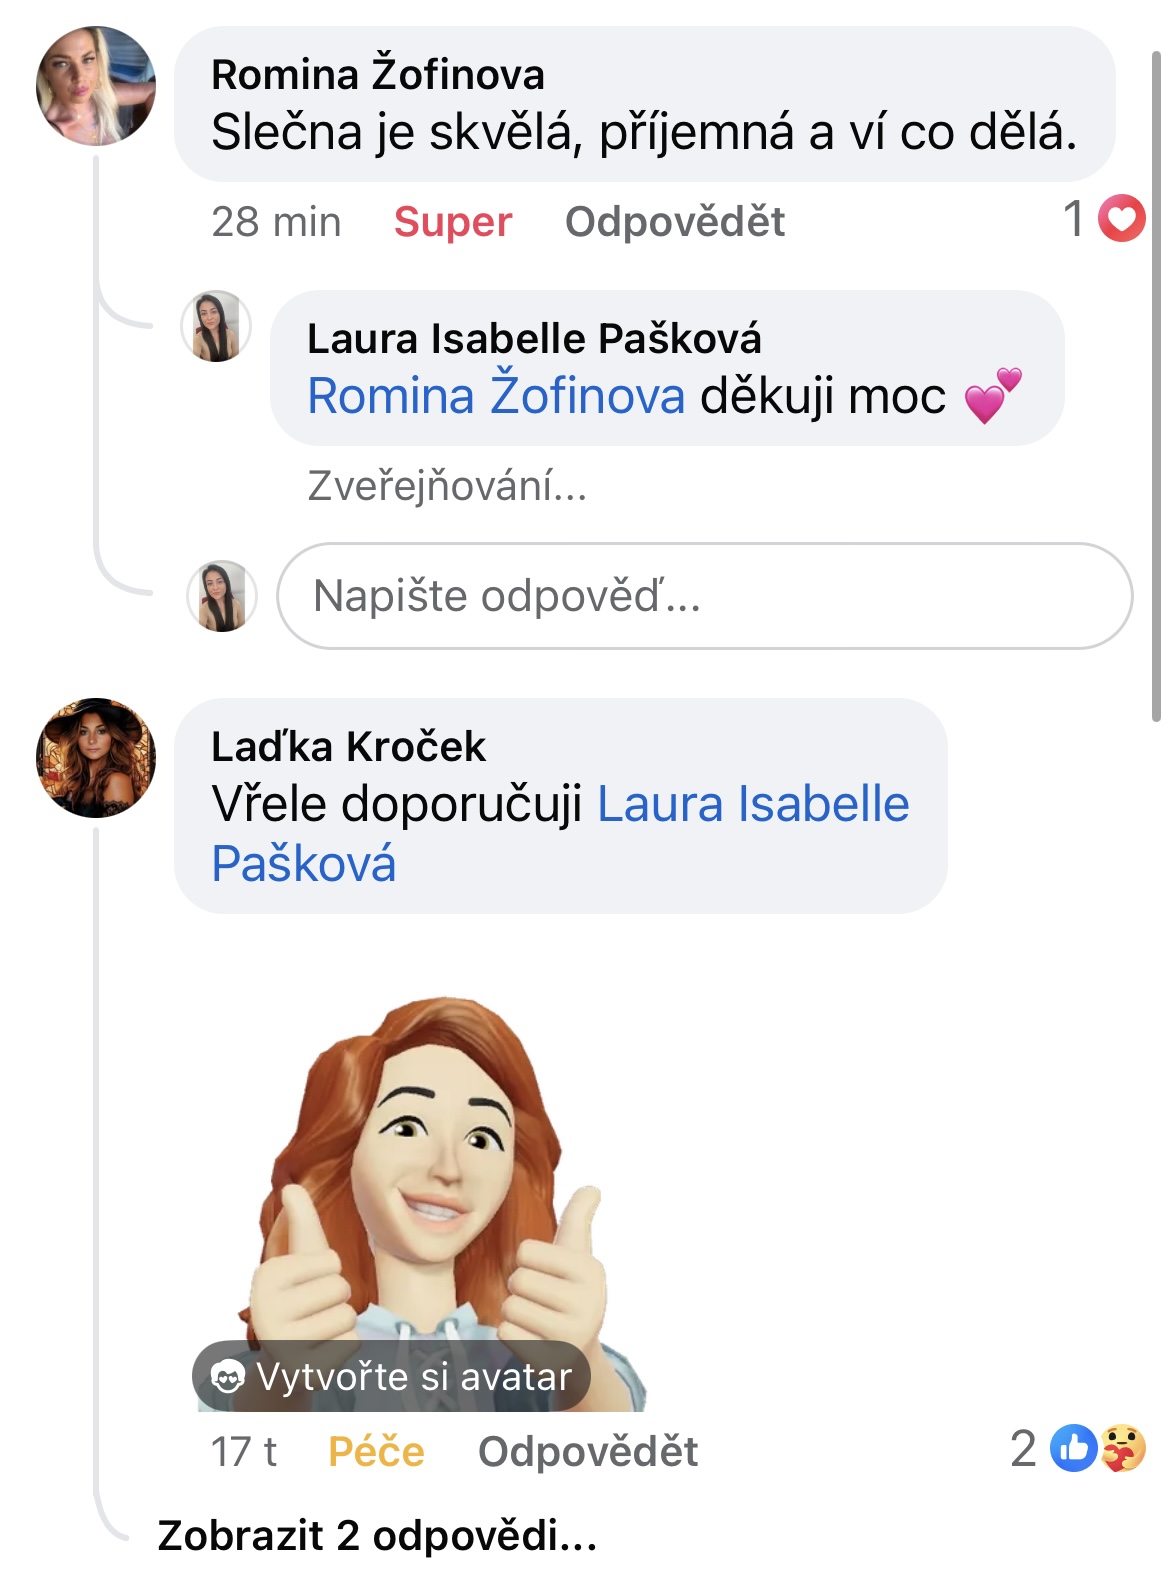 Romina Žofinova
Slečna je skvělá, příjemná a ví co dělá.
28 min Super Odpovědět 1
Laura Isabelle Pašková
Romina Žofinova děkuji moc 💕
Zveřejňování...
Napište odpověď...
Laďka Kroček
Vřele doporučuji Laura Isabelle
Pašková
Vytvořte si avatar
17 t Péče Odpovědět 2
Zobrazit 2 odpovědi...